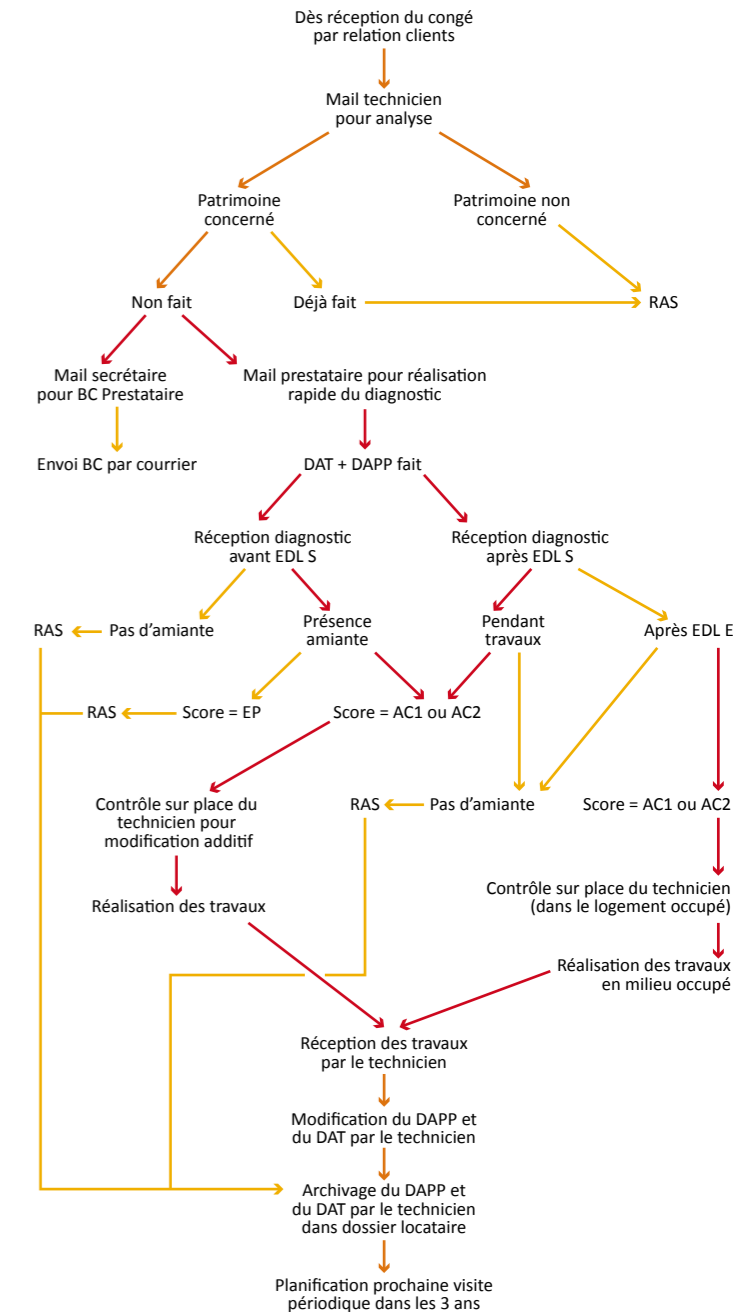 Dès réception du congé
par relation clients
Mail technicien
pour analyse
Patrimoine
concerné
Patrimoine non
concerné
Non fait
Déjà fait
RAS
Mail secrétaire
pour BC Prestataire
Mail prestataire pour réalisation
rapide du diagnostic
Envoi BC par courrier
DAT + DAPP fait
Réception diagnostic
avant EDL S
Réception diagnostic
après EDL S
RAS
Pas d’amiante
Présence
amiante
Pendant
travaux
Après EDL E
RAS
Score = EP
Score = AC1 ou AC2
Contrôle sur place du
technicien pour
modification additif
RAS
Pas d’amiante
Score = AC1 ou AC2
Réalisation des travaux
Contrôle sur place du technicien
(dans le logement occupé)
Réalisation des travaux
en milieu occupé
Réception des travaux
par le technicien
Modification du DAPP et
du DAT par le technicien
Archivage du DAPP et
du DAT par le technicien
dans dossier locataire
Planification prochaine visite
périodique dans les 3 ans